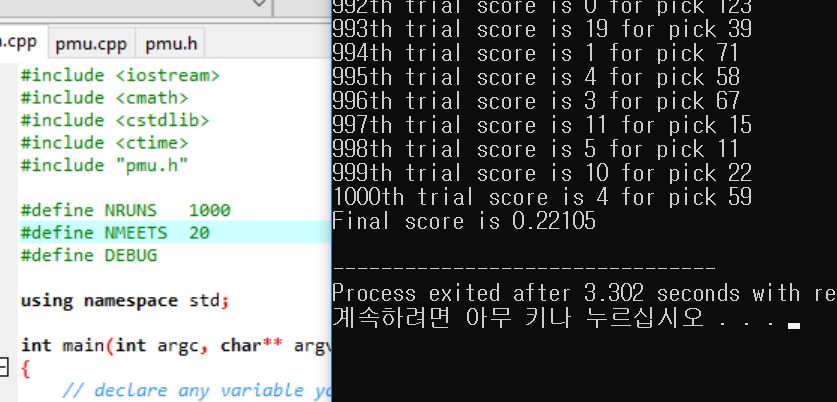 .cpp pmu.cpp pmu.h
#include <iostream>
#include <cmath>
#include <cstdlib>
#include <ctime>
#include "pmu.h"
#define NRUNS 1000
#define NMEETS 20
#define DEBUG
using namespace std;
int main(int argc, char** argv
{
// declare any variable yo
992th trial score is 0 for pick 123
993th trial score is 19 for pick 39
994th trial score is 1 for pick 71
995th trial score is 4 for pick 58
996th trial score is 3 for pick 67
997th trial score is 11 for pick 15
998th trial score is 5 for pick 11
999th trial score is 10 for pick 22
1000th trial score is 4 for pick 59
Final score is 0.22105
--------------------------------
Process exited after 3.302 seconds with re
계속하려면 아무 키나 누르십시오 . . .